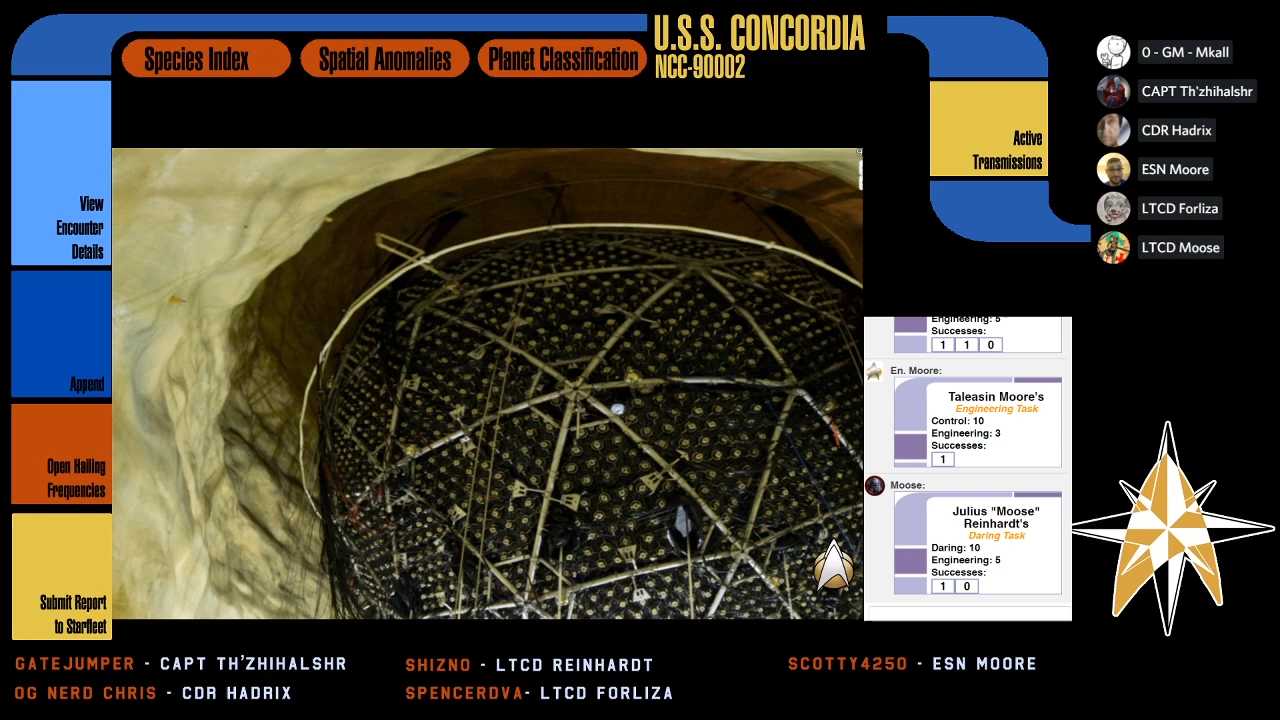 Species Index
Spatial Anomalies
Planet Classification
U.S.S. CONCORDIA
NCC-90002
View
Encounter
Details
Append
Open Hailing
Frequencies
Submit Report
to Starfleet
Active
Transmissions
0 - GM - Mkall
CAPT Th'zhihalshr
CDR Hadrix
ESN Moore
LTCD Forliza
LTCD Moose
Engineering: 5
Successes:
1 1 0
En. Moore:
Taleasin Moore's
Engineering Task
Control: 10
Engineering: 3
Successes:
1
Moose:
Julius "Moose"
Reinhardt's
Daring Task
Daring: 10
Engineering: 5
Successes:
1 0
GATEJUMPER - CAPT TH'ZHIHALSHR
SHIZNO - LTCD REINHARDT
SCOTTY4250 - ESN MOORE
OG NERD CHRIS - CDR HADRIX
SPENCERDVA- LTCD FORLIZA